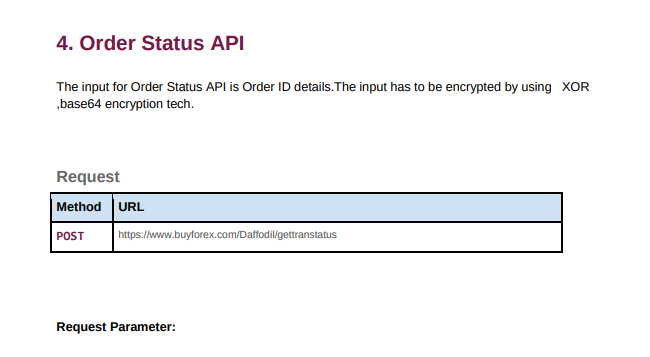 4. Order Status API
The input for Order Status API is Order ID details.The input has to be encrypted by using XOR
,base64 encryption tech.
Request
Method URL
POST https://www.buyforex.com/Daffodil/gettranstatus
Request Parameter: